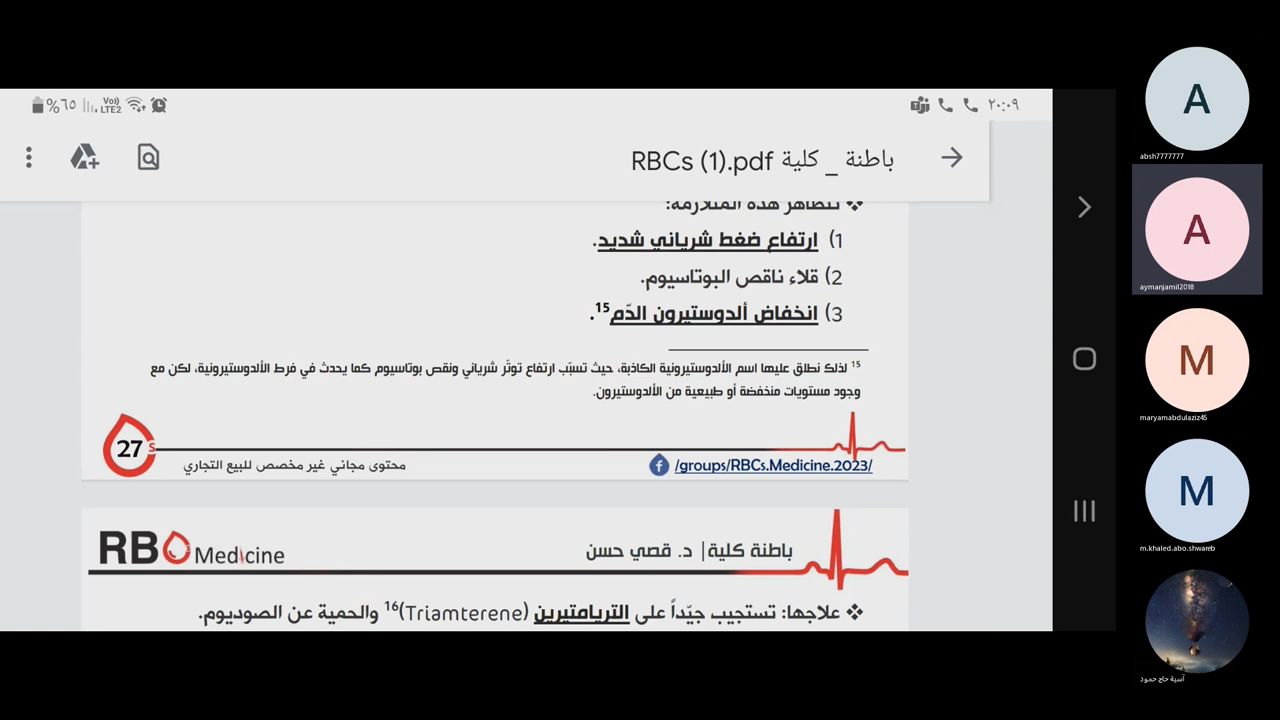 ٪٦٥ Vo)) LTE2 ٢٠:٠٩
باطنة _ كلية RBCs (1).pdf
❖ تتظاهر هذه المتلازمة:
1) ارتفاع ضغط شرياني شديد.
2) قلاء ناقص البوتاسيوم.
3) انخفاض ألدوستيرون الدّم15.
15 لذلك نطلق عليها اسم الألدوستيرونية الكاذبة، حيث تسبّب ارتفاع توتّر شرياني ونقص بوتاسيوم كما يحدث في فرط الألدوستيرونية، لكن مع
وجود مستويات منخفضة أو طبيعية من الألدوستيرون.
27 S
/groups/RBCs.Medicine.2023/ محتوى مجاني غير مخصص للبيع التجاري
باطنة كلية| د. قصي حسن RB Medicine
❖ علاجها: تستجيب جيّداً على التريامتيرين (Triamterene)16 والحمية عن الصوديوم.
A
absh7777777
A
aymanjamil2018
M
maryamabdulaziz45
M
m.khaled.abo.shwareb
آسية حاج حمود